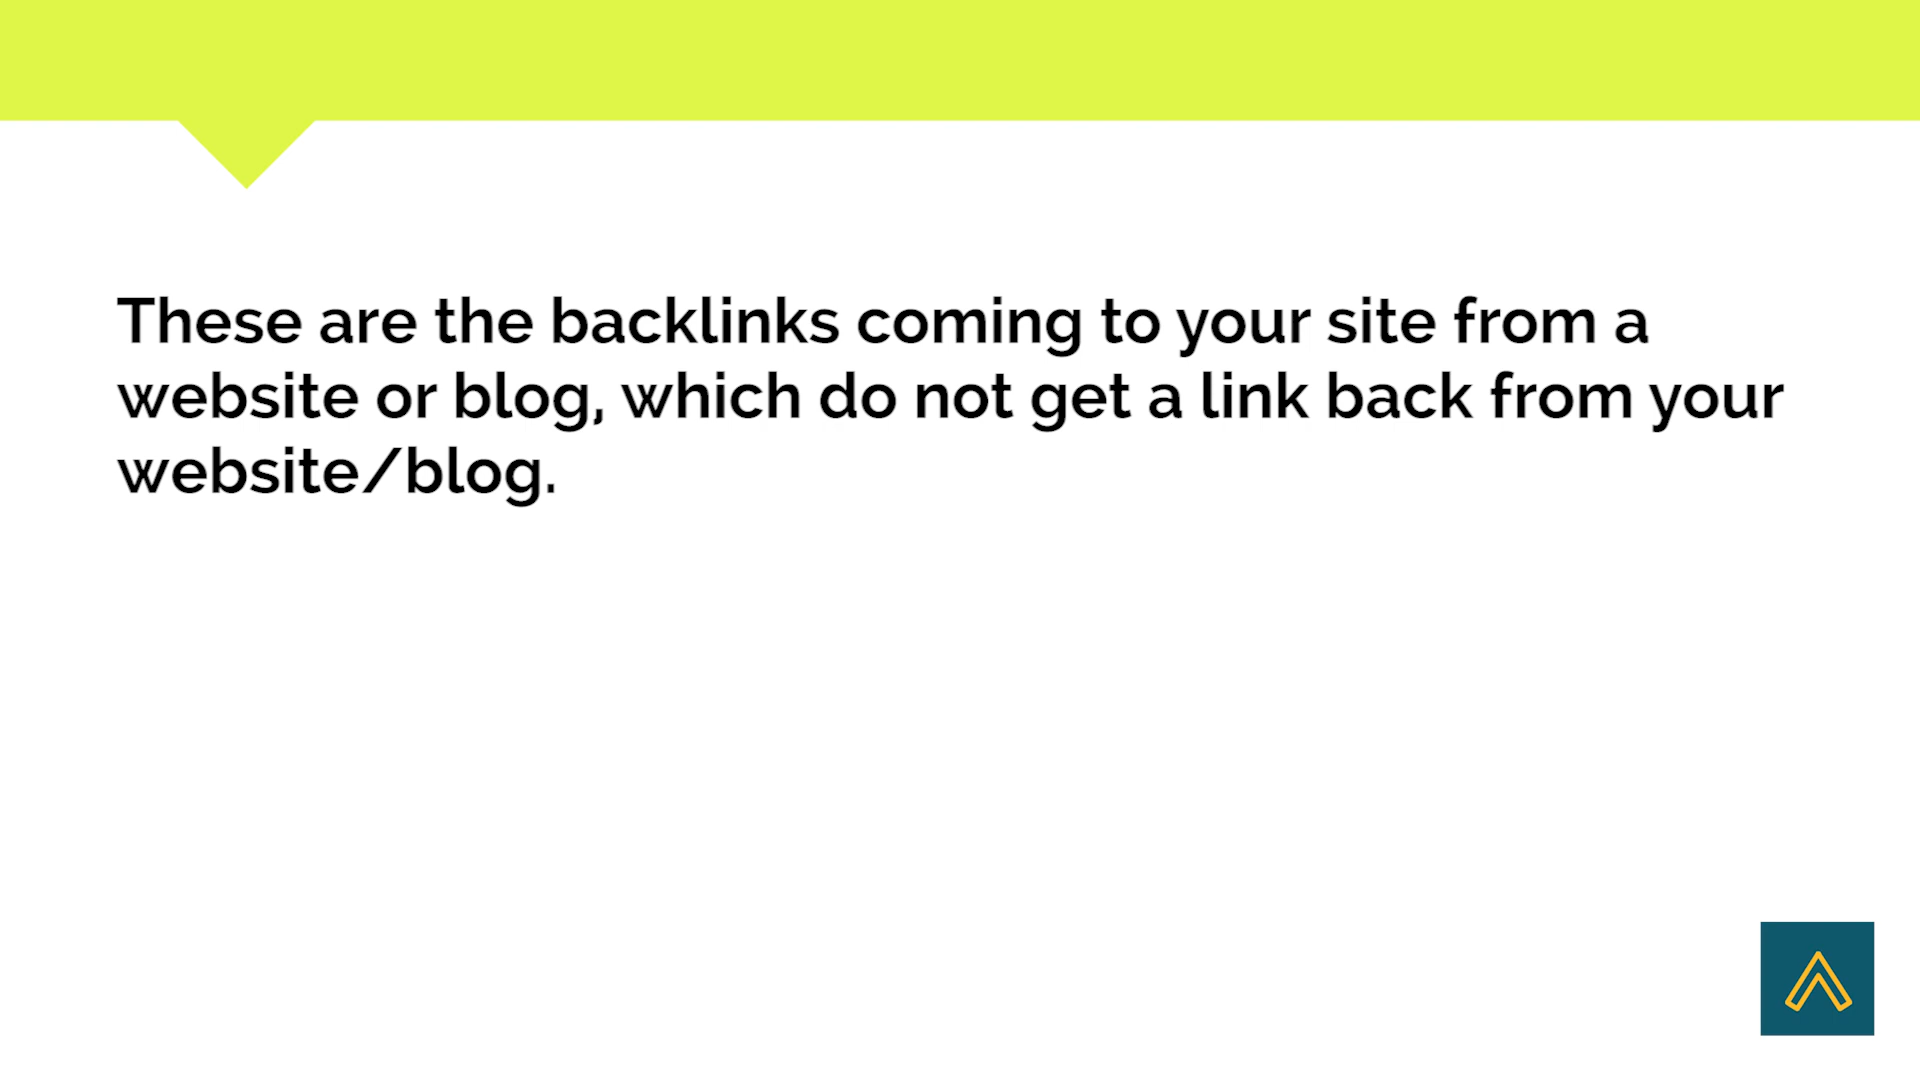 These are the backlinks coming to your site from a
website or blog, which do not get a link back from your
website/blog.